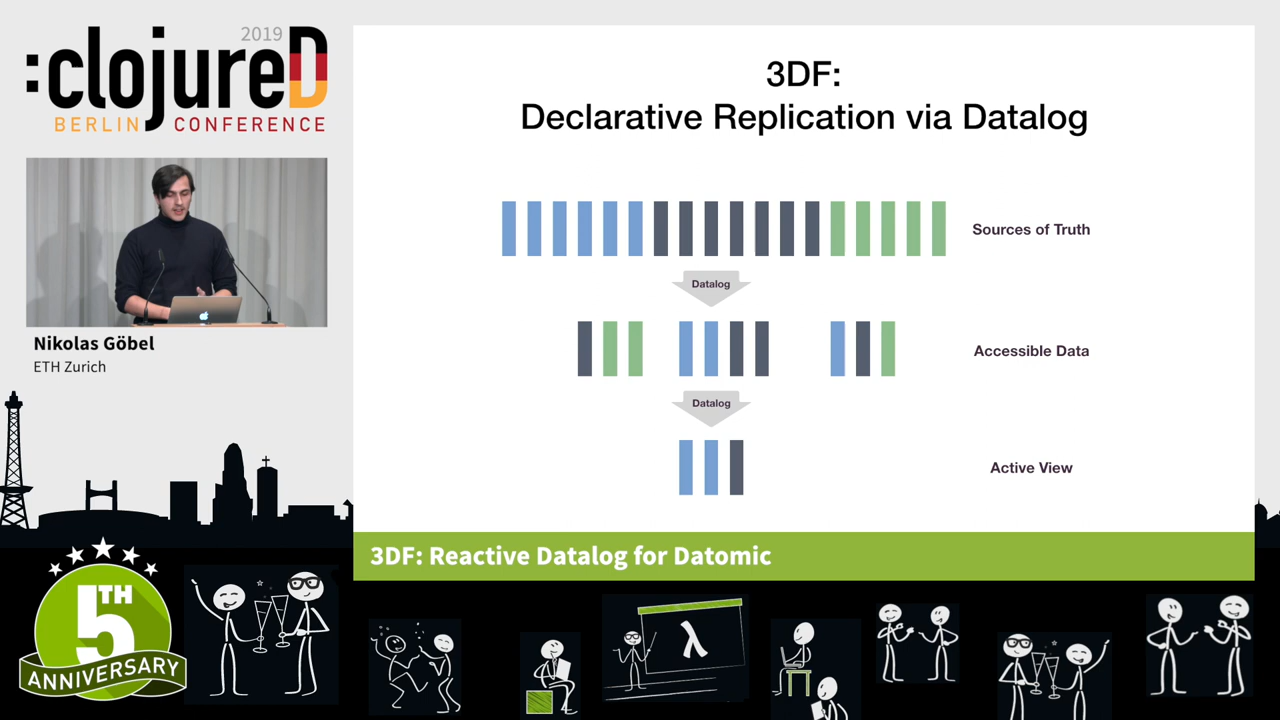 2019
:clojureD
BERLIN CONFERENCE
Nikolas Göbel
ETH Zurich
3DF:
Declarative Replication via Datalog
Sources of Truth
Datalog
Accessible Data
Datalog
Active View
3DF: Reactive Datalog for Datomic
5TH
ANNIVERSARY
λ